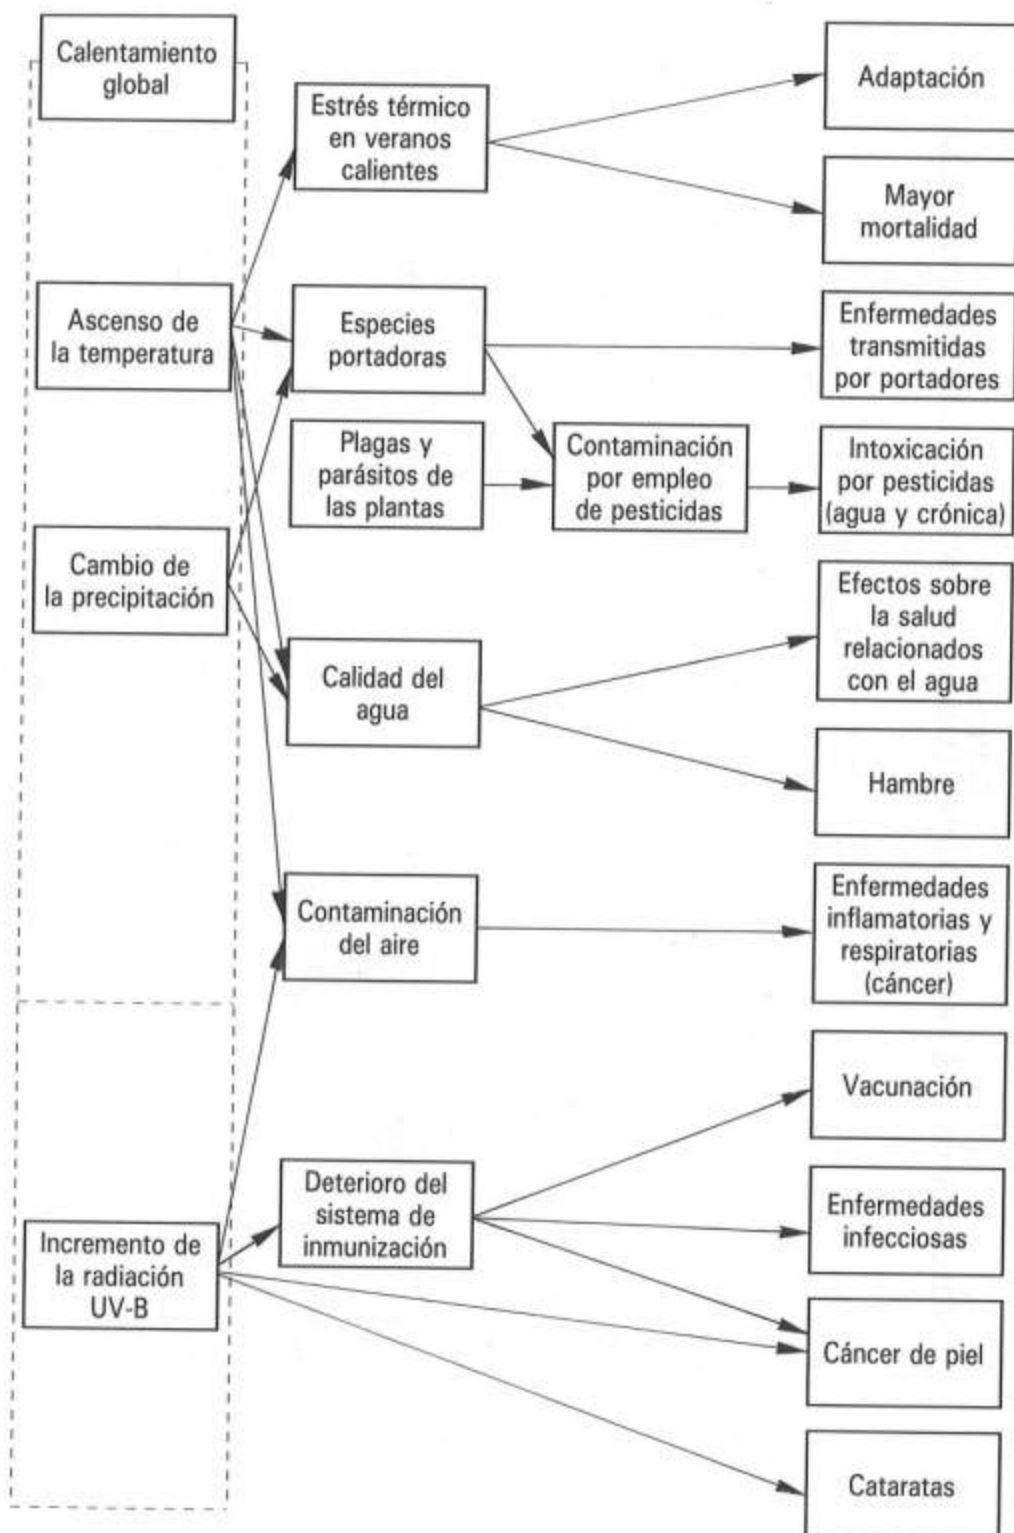 Calentamiento
global
Estrés térmico
en veranos
calientes
Adaptación
Mayor
mortalidad
Ascenso de
la temperatura
Especies
portadoras
Enfermedades
transmitidas
por portadores
Plagas y
parásitos de
las plantas
Contaminación
por empleo
de pesticidas
Intoxicación
por pesticidas
(agua y crónica)
Cambio de
la precipitación
Calidad del
agua
Efectos sobre
la salud
relacionados
con el agua
Hambre
Contaminación
del aire
Enfermedades
inflamatorias y
respiratorias
(cáncer)
Vacunación
Deterioro del
sistema de
inmunización
Enfermedades
infecciosas
Incremento de
la radiación
UV-B
Cáncer de piel
Cataratas